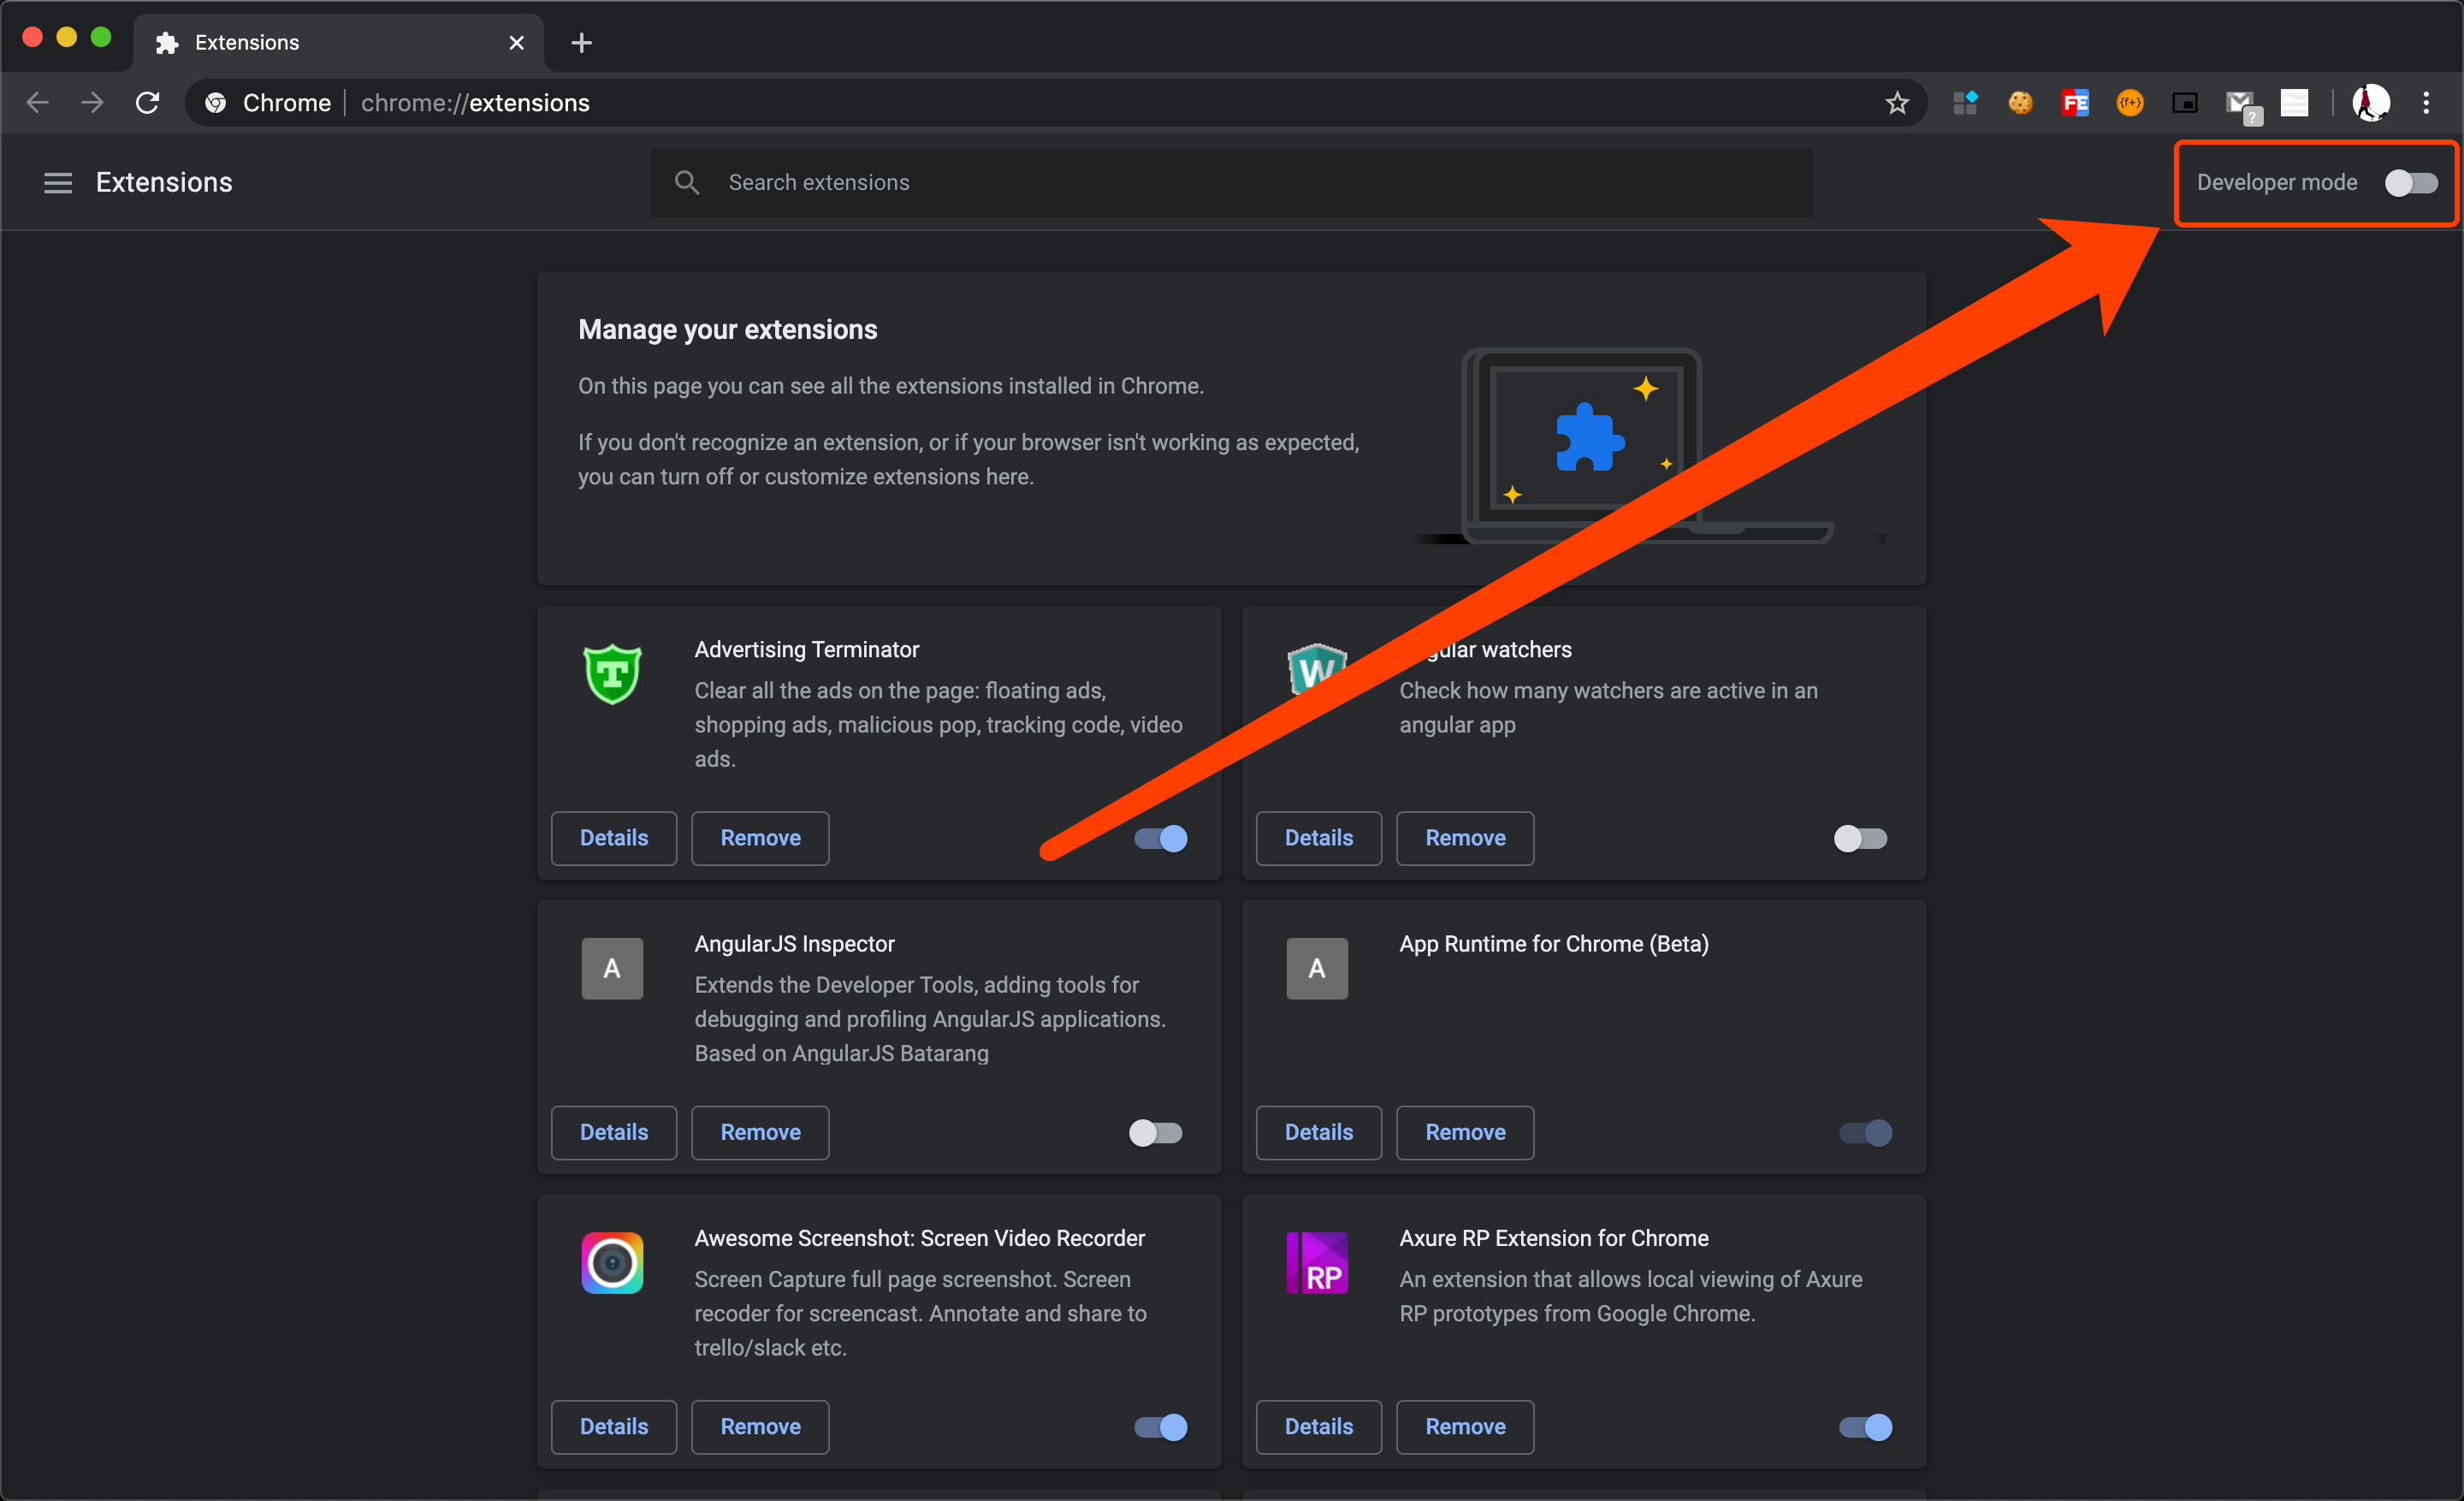 Extensions
Chrome
chrome://extensions
FE
{f+}
?
Extensions
Search extensions
Developer mode
Manage your extensions
On this page you can see all the extensions installed in Chrome.
If you don't recognize an extension, or if your browser isn't working as expected,
you can turn off or customize extensions here.
T
Advertising Terminator
Clear all the ads on the page: floating ads,
shopping ads, malicious pop, tracking code, video
ads.
Details
Remove
W
watchers
Check how many watchers are active in an
angular app
Details
Remove
A
AngularJS Inspector
Extends the Developer Tools, adding tools for
debugging and profiling AngularJS applications.
Based on AngularJS Batarang
Details
Remove
A
App Runtime for Chrome (Beta)
Details
Remove
Awesome Screenshot: Screen Video Recorder
Screen Capture full page screenshot. Screen
recoder for screencast. Annotate and share to
trello/slack etc.
Details
Remove
RP
Axure RP Extension for Chrome
An extension that allows local viewing of Axure
RP prototypes from Google Chrome.
Details
Remove